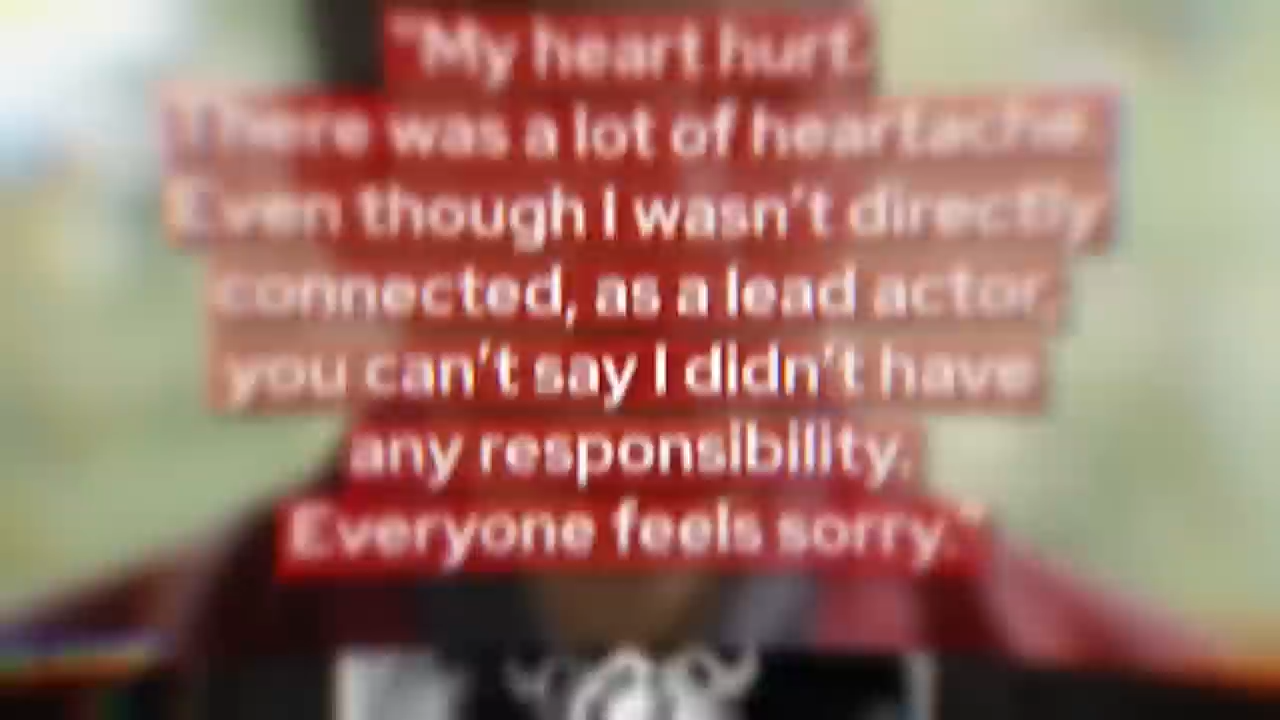 "My heart hurt.
There was a lot of heartache.
Even though I wasn't directly
connected, as a lead actor,
you can't say I didn't have
any responsibility.
Everyone feels sorry."